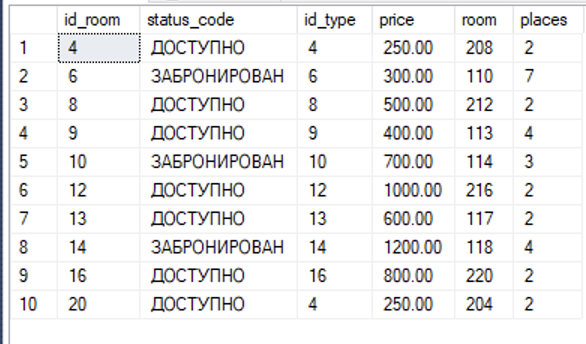 id_room status_code id_type price room places
1 4 ДОСТУПНО 4 250.00 208 2
2 6 ЗАБРОНИРОВАН 6 300.00 110 7
3 8 ДОСТУПНО 8 500.00 212 2
4 9 ДОСТУПНО 9 400.00 113 4
5 10 ЗАБРОНИРОВАН 10 700.00 114 3
6 12 ДОСТУПНО 12 1000.00 216 2
7 13 ДОСТУПНО 13 600.00 117 2
8 14 ЗАБРОНИРОВАН 14 1200.00 118 4
9 16 ДОСТУПНО 16 800.00 220 2
10 20 ДОСТУПНО 4 250.00 204 2